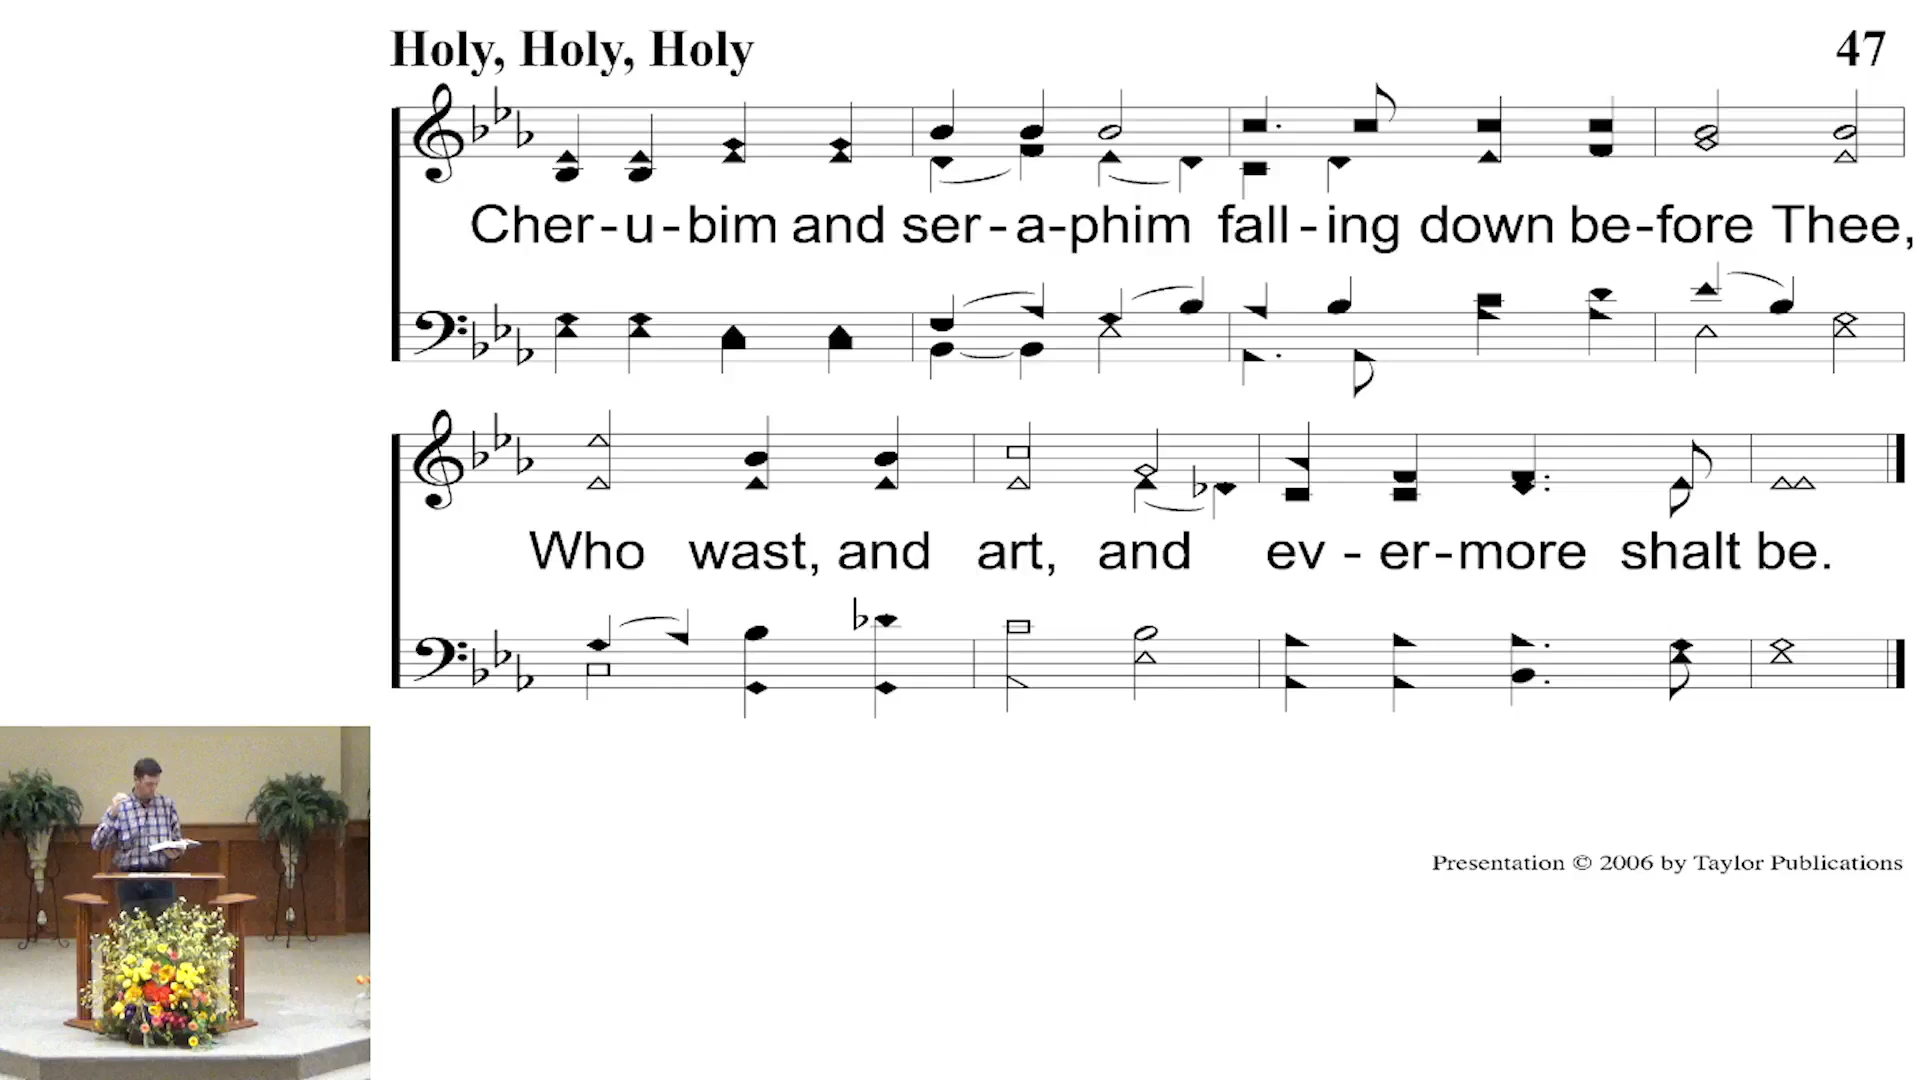 Holy, Holy, Holy 47
Cher-u-bim and ser-a-phim fall-ing down be-fore Thee,
Who wast, and art, and ev-er-more shalt be.
Presentation © 2006 by Taylor Publications